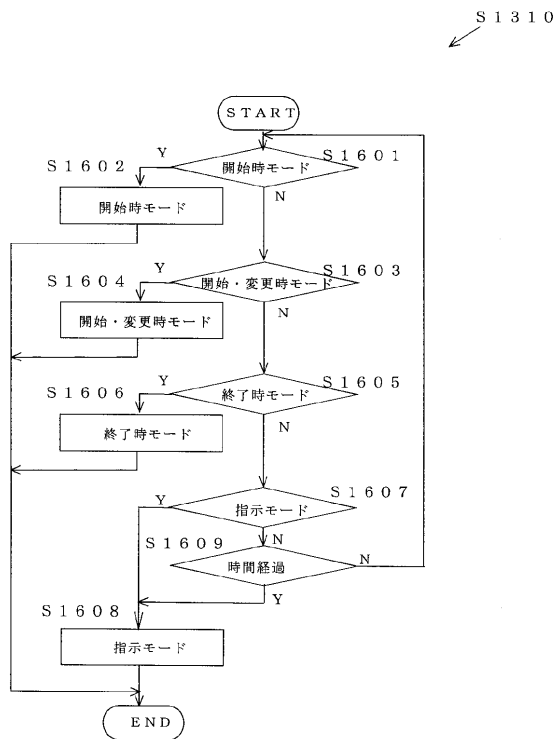 S1310
START
S1601
Y
S1602
開始時モード
N
開始時モード
S1603
Y
S1604
開始・変更時モード
N
開始・変更時モード
S1605
Y
S1606
終了時モード
N
終了時モード
S1607
Y
指示モード
N
S1609
時間経過
N
Y
S1608
指示モード
END